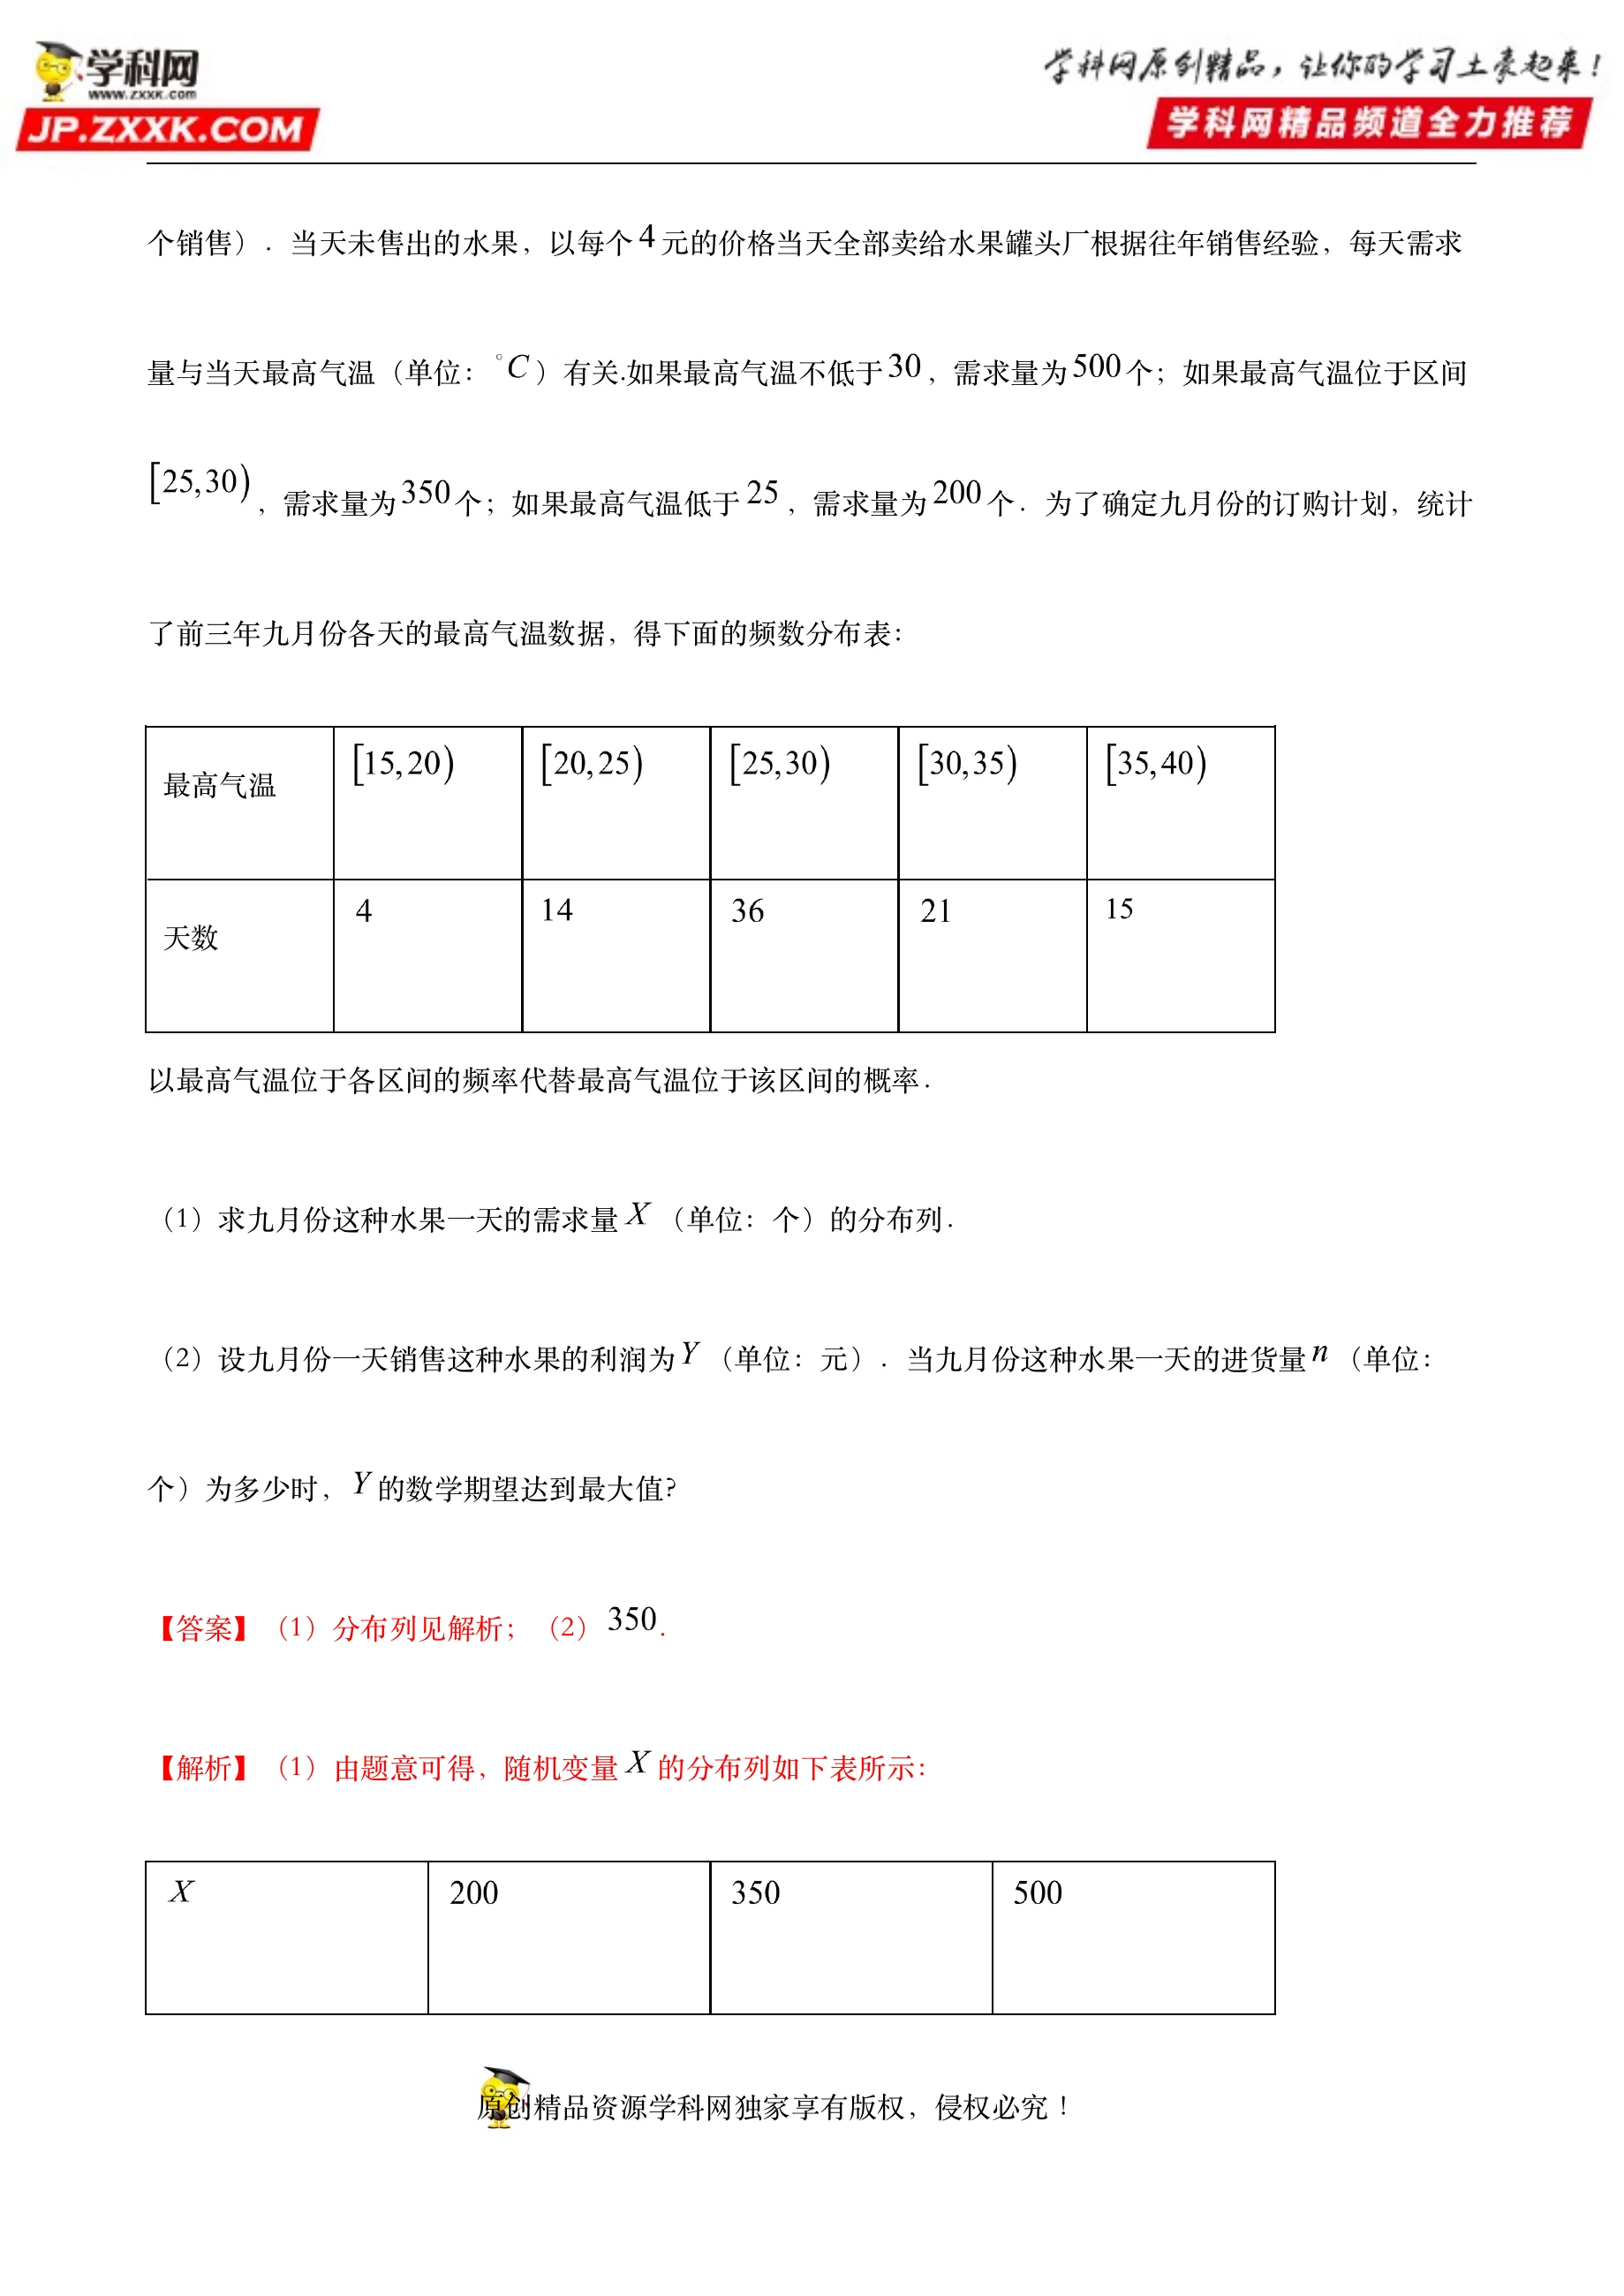 学科网
www.zxxk.com
JP.ZXXK.COM
学科网原创精品，让你的学习土豪起来！
学科网精品频道全力推荐
个销售）．当天未售出的水果，以每个 4 元的价格当天全部卖给水果罐头厂根据往年销售经验，每天需求
量与当天最高气温（单位：°C）有关.如果最高气温不低于 30，需求量为 500 个；如果最高气温位于区间
[25,30)，需求量为 350 个；如果最高气温低于 25，需求量为 200 个．为了确定九月份的订购计划，统计
了前三年九月份各天的最高气温数据，得下面的频数分布表：
最高气温 [15,20) [20,25) [25,30) [30,35) [35,40)
天数 4 14 36 21 15
以最高气温位于各区间的频率代替最高气温位于该区间的概率．
（1）求九月份这种水果一天的需求量 X （单位：个）的分布列．
（2）设九月份一天销售这种水果的利润为 Y （单位：元）．当九月份这种水果一天的进货量 n （单位：
个）为多少时，Y 的数学期望达到最大值？
【答案】（1）分布列见解析；（2）350．
【解析】（1）由题意可得，随机变量 X 的分布列如下表所示：
X 200 350 500
原创精品资源学科网独家享有版权，侵权必究！